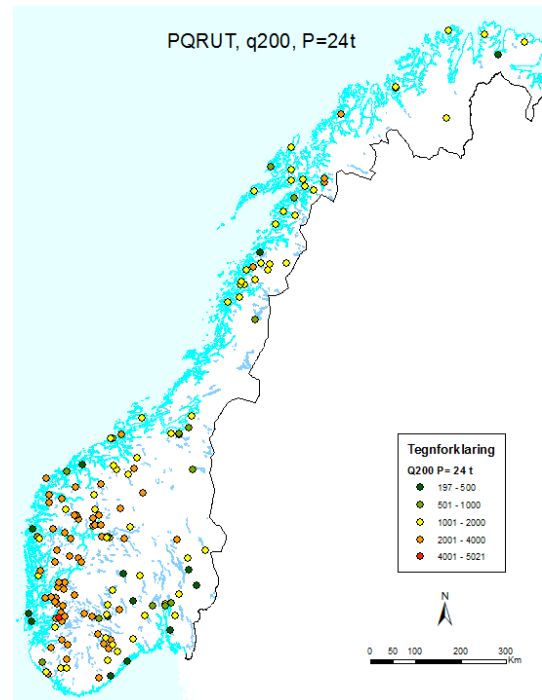 PQRUT, q200, P=24t
Tegnforklaring
Q200 P= 24 t
197 - 500
501 - 1000
1001 - 2000
2001 - 4000
4001 - 5021
N
0 50 100 200 300
Km